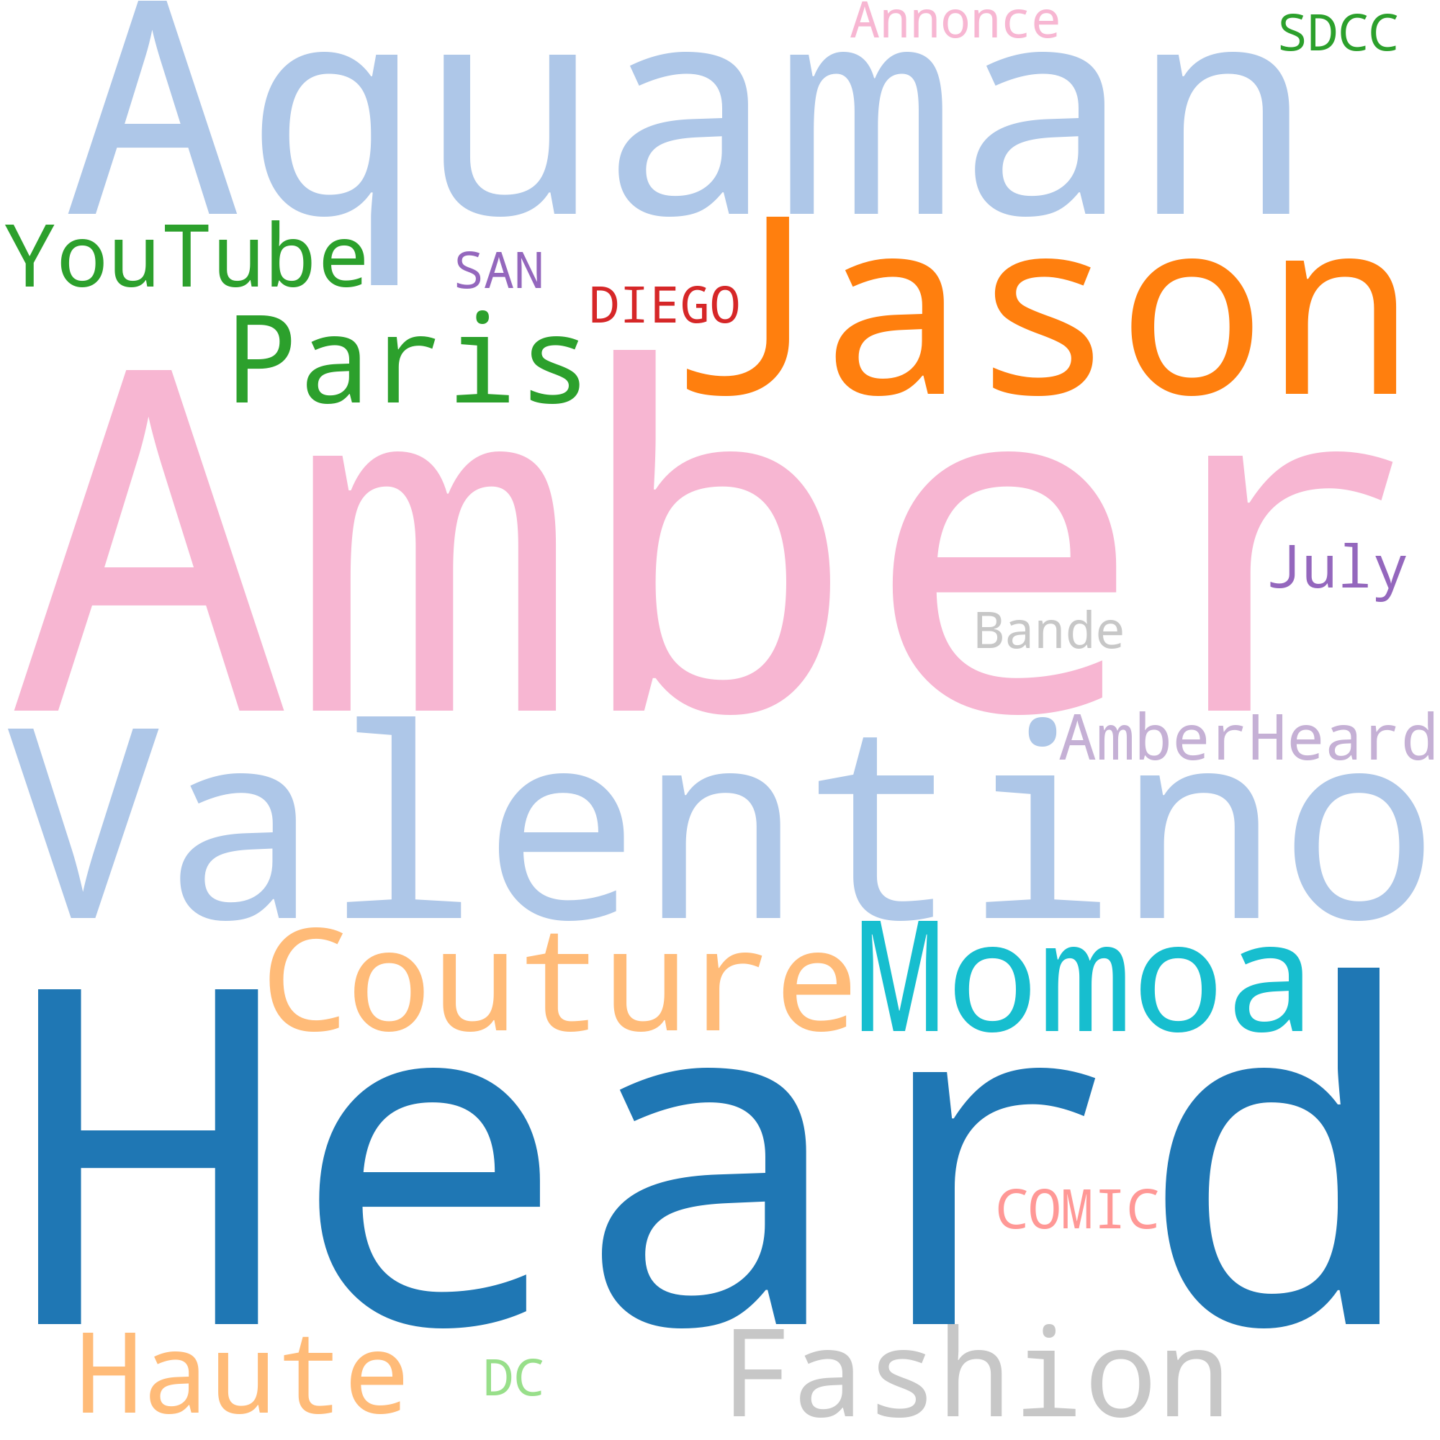 Annonce
SDCC
Aquaman
YouTube
SAN
DIEGO
Jason
Paris
Amber
July
Bande
AmberHeard
Valentino
Couture
Momoa
Heard
COMIC
Haute
DC
Fashion